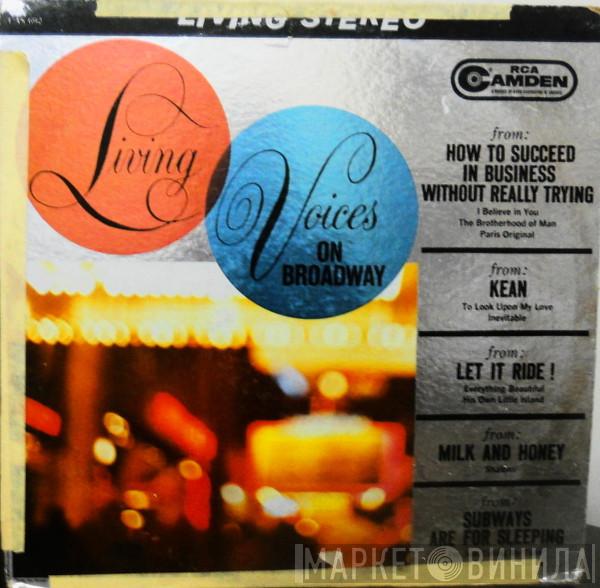 LIVING STEREO
RCA
CAMDEN
Living
Voices
ON
BROADWAY
from:
HOW TO SUCCEED
IN BUSINESS
WITHOUT REALLY TRYING
I Believe in You
The Brotherhood of Man
Paris Original
from:
KEAN
To Look Upon My Love
Inevitable
from:
LET IT RIDE !
Everything Beautiful
His Own Little Island
from:
MILK AND HONEY
Shalom
from:
SUBWAYS
ARE FOR SLEEPING
МАРКЕТ ВИНИЛА